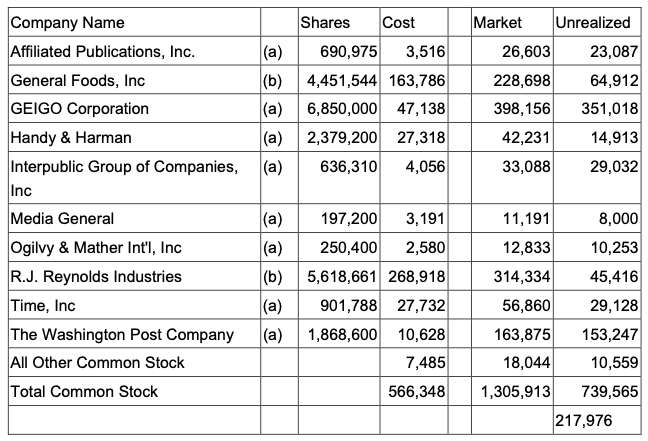 Company Name Shares Cost Market Unrealized
Affiliated Publications, Inc. (a) 690,975 3,516 26,603 23,087
General Foods, Inc (b) 4,451,544 163,786 228,698 64,912
GEIGO Corporation (a) 6,850,000 47,138 398,156 351,018
Handy & Harman (a) 2,379,200 27,318 42,231 14,913
Interpublic Group of Companies, (a) 636,310 4,056 33,088 29,032
Inc
Media General (a) 197,200 3,191 11,191 8,000
Ogilvy & Mather Int'l, Inc (a) 250,400 2,580 12,833 10,253
R.J. Reynolds Industries (b) 5,618,661 268,918 314,334 45,416
Time, Inc (a) 901,788 27,732 56,860 29,128
The Washington Post Company (a) 1,868,600 10,628 163,875 153,247
All Other Common Stock 7,485 18,044 10,559
Total Common Stock 566,348 1,305,913 739,565
217,976